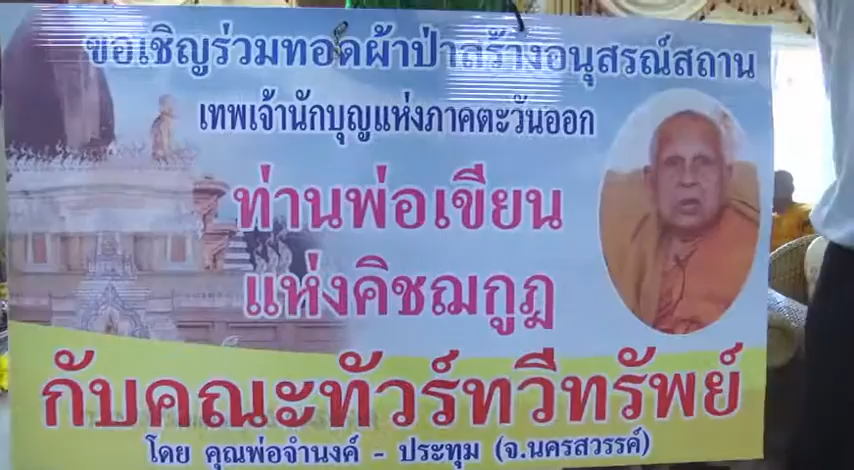 ขอเชิญร่วมทอดผ้าป่าสร้างอนุสรณ์สถาน
เทพเจ้านักบุญแห่งภาคตะวันออก
ท่านพ่อเขียน
แห่งคิชฌกูฏ
กับคณะทัวร์ทวีทรัพย์
โดย คุณพ่อจำนงค์ - ประทุม (จ.นครสวรรค์)